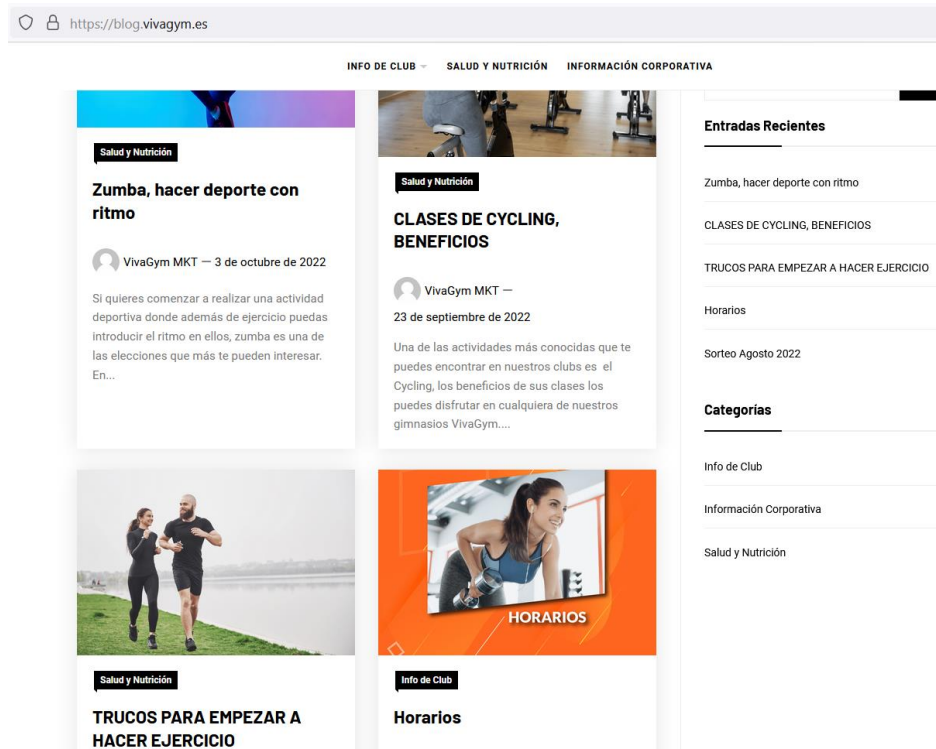 https://blog.vivagym.es
INFO DE CLUB
SALUD Y NUTRICIÓN
INFORMACIÓN CORPORATIVA
Salud y Nutrición
Zumba, hacer deporte con
ritmo
VivaGym MKT — 3 de octubre de 2022
Si quieres comenzar a realizar una actividad
deportiva donde además de ejercicio puedas
introducir el ritmo en ellos, zumba es una de
las elecciones que más te pueden interesar.
En...
Salud y Nutrición
CLASES DE CYCLING,
BENEFICIOS
VivaGym MKT —
23 de septiembre de 2022
Una de las actividades más conocidas que te
puedes encontrar en nuestros clubs es el
Cycling, los beneficios de sus clases los
puedes disfrutar en cualquiera de nuestros
gimnasios VivaGym....
Salud y Nutrición
TRUCOS PARA EMPEZAR A
HACER EJERCICIO
HORARIOS
Info de Club
Horarios
Entradas Recientes
Zumba, hacer deporte con ritmo
CLASES DE CYCLING, BENEFICIOS
TRUCOS PARA EMPEZAR A HACER EJERCICIO
Horarios
Sorteo Agosto 2022
Categorías
Info de Club
Información Corporativa
Salud y Nutrición